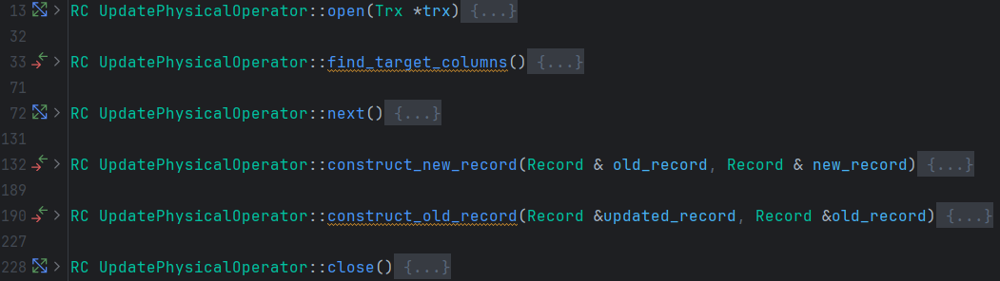 13 RC UpdatePhysicalOperator::open(Trx *trx) {...}
32
33 RC UpdatePhysicalOperator::find_target_columns() {...}
71
72 RC UpdatePhysicalOperator::next() {...}
131
132 RC UpdatePhysicalOperator::construct_new_record(Record & old_record, Record & new_record) {...}
189
190 RC UpdatePhysicalOperator::construct_old_record(Record &updated_record, Record &old_record) {...}
227
228 RC UpdatePhysicalOperator::close() {...}